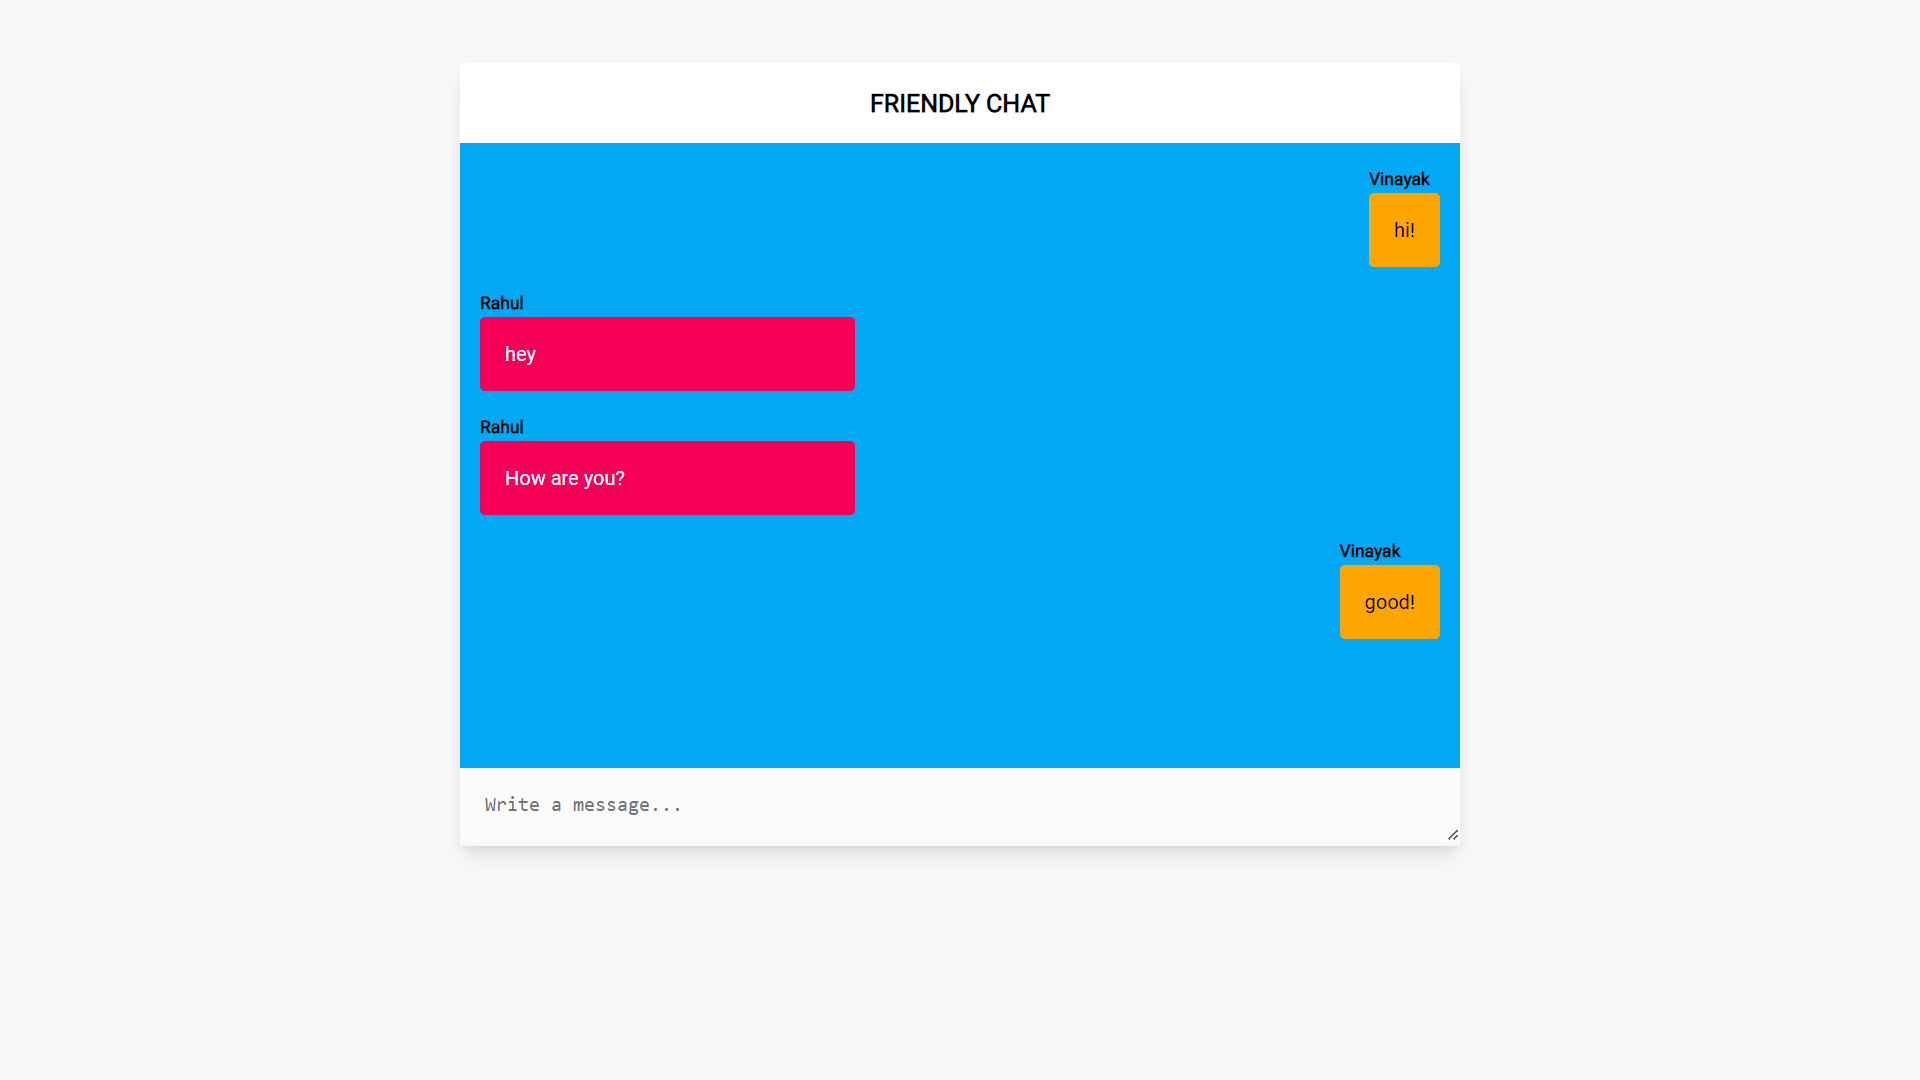 FRIENDLY CHAT
Vinayak
hi!
Rahul
hey
Rahul
How are you?
Vinayak
good!
Write a message...